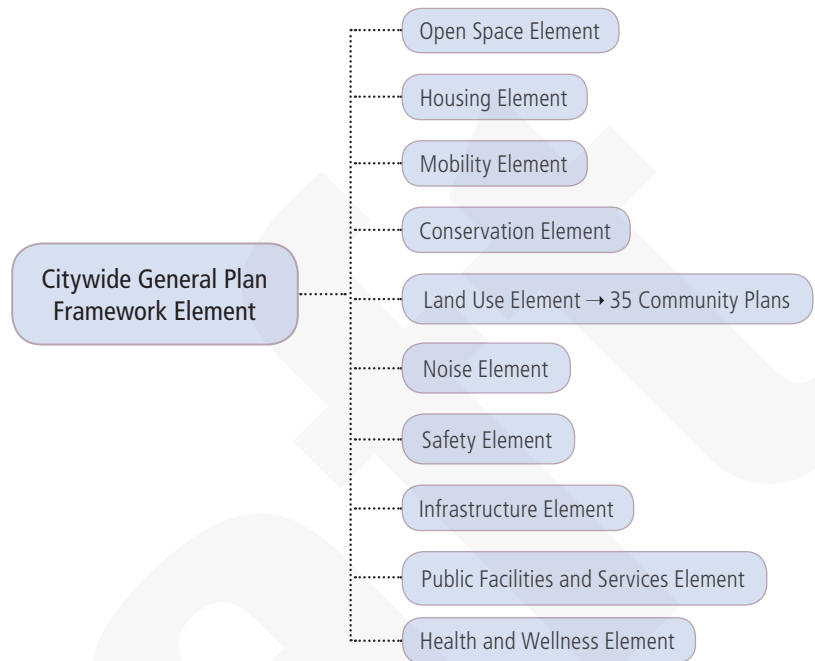 Open Space Element
Housing Element
Mobility Element
Conservation Element
Citywide General Plan
Framework Element
Land Use Element → 35 Community Plans
Noise Element
Safety Element
Infrastructure Element
Public Facilities and Services Element
Health and Wellness Element